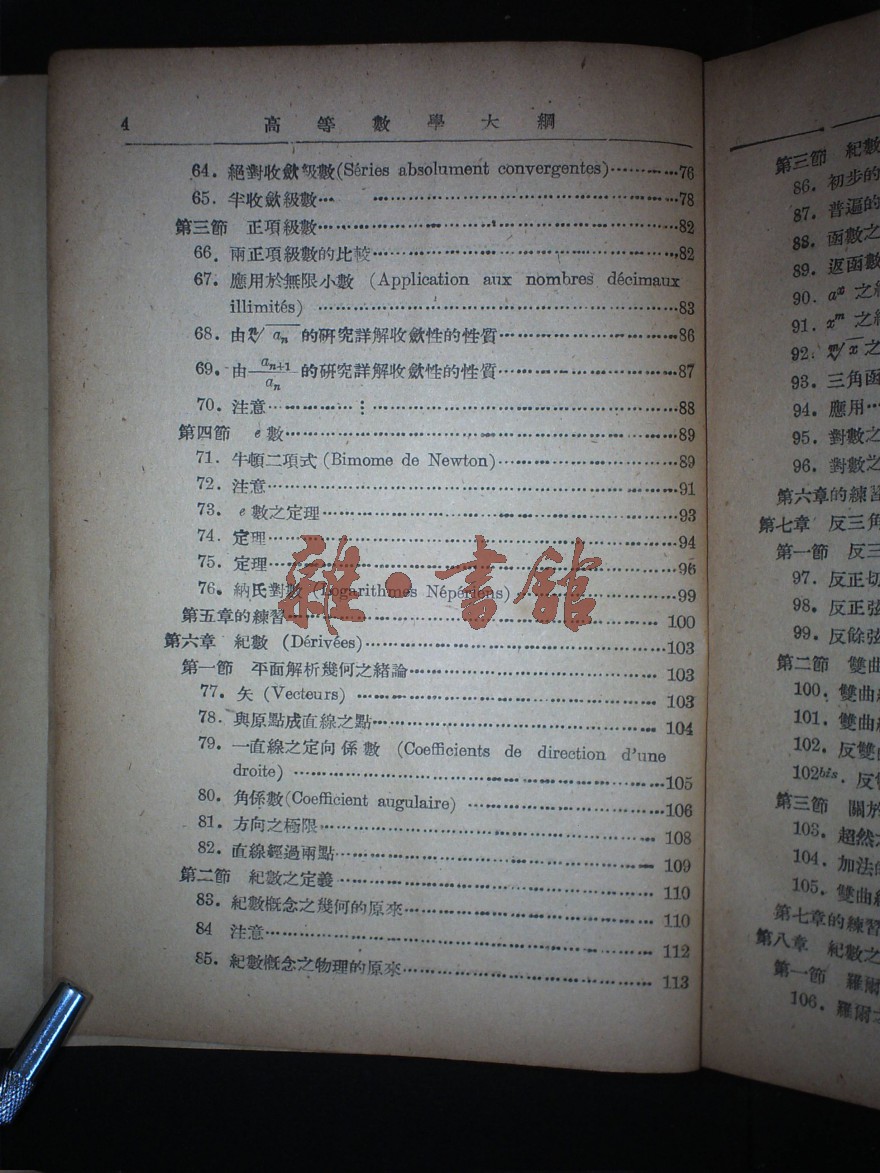 4 高等數學大綱
64. 絕對收歛級數(Séries absolument convergentes)············76
65. 半收歛級數··· ······································78
第三節 正項級數··················································82
66. 兩正項級數的比較··········································82
67. 應用於無限小數 (Application aux nombres décimaux
illimités) ··················································83
68. 由ⁿ√aₙ 的硏究詳解收歛性的性質························86
69. 由 aₙ₊₁/aₙ 的硏究詳解收歛性的性質························87
70. 注意··························································88
第四節 e 數······················································89
71. 牛頓二項式 (Bimome de Newton)························89
72. 注意··························································91
73. e 數之定理··················································93
74. 定理··························································94
75. 定理··························································96
76. 納氏對數 (Logarithmes Népériens)······················99
第五章的練習······················································100
第六章 紀數 (Dérivées)··········································103
第一節 平面解析幾何之緒論······································103
77. 矢 (Vecteurs) ··············································103
78. 與原點成直線之點··········································104
79. 一直線之定向係數 (Coefficients de direction d'une
droite) ······················································105
80. 角係數(Coefficient augulaire) ··························106
81. 方向之極限··················································108
82. 直線經過兩點··············································109
第二節 紀數之定義··············································110
83. 紀數槪念之幾何的原來····································110
84 注意··························································112
85. 紀數槪念之物理的原來····································113
雜·書館
第三節 紀數
86. 初步的
87. 普遍的
88. 函數之
89. 返函數
90. aˣ 之
91. xᵐ 之
92. ᵐ√x 之
93. 三角函
94. 應用··
95. 對數之
96. 對數之
第六章的練習
第七章 反三角
第一節 反三
97. 反正切
98. 反正弦
99. 反餘弦
第二節 雙曲
100. 雙曲
101. 雙曲
102. 反雙
102bis. 反
第三節 關於
103. 超然
104. 加法
105. 雙曲
第七章的練習
第八章 紀數之
第一節 羅爾
106. 羅爾之